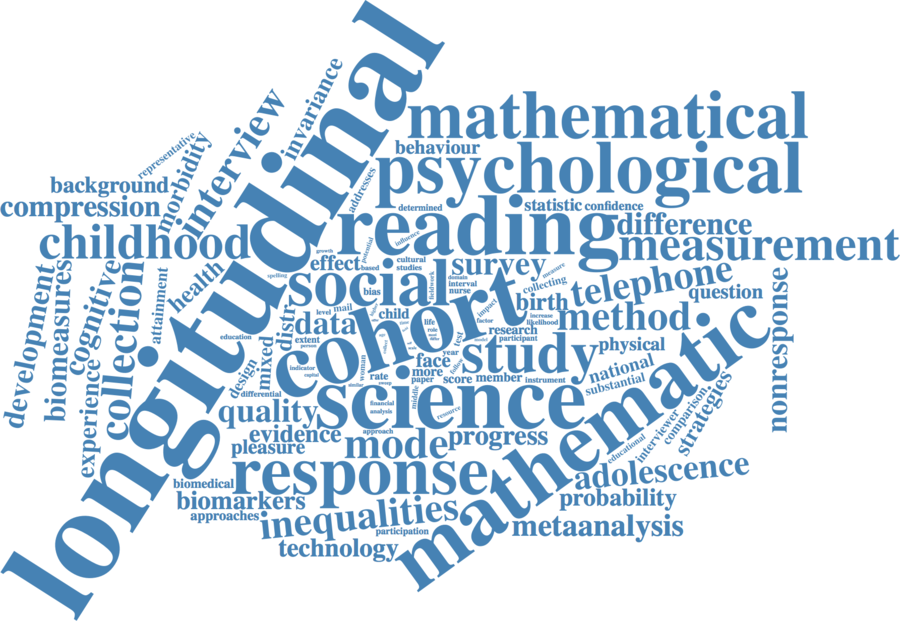 longitudinal
mathematical
behaviour
psychological
invariance
interview
representative
morbidity
background
compression
childhood
addresses
determined
statistic
confidence
reading
difference
measurement
influence
potential
growth
based
cultural
studies
effect
survey
domain
interval
nurse
measure
collecting
telephone
question
birth
social
bias
fieldwork
spelling
health
development
biomeasures
cognitive
collection
attainment
experience
education
cohort
level
mail
child
data
distri
extent
person
mixed
design
differential
indicator
capital
impact
factor
increase
likelihood
method
research
participant
life
role
test
study
physical
nonresponse
mathematic
national
substantial
year
face
more
paper
follow
score
member
instrument
woman
rate
similar
sweep
financial
analysis
middle
resource
science
quality
evidence
pleasure
approach
mode
progress
response
biomedical
biomarkers
approaches
inequalities
participation
technology
educational
interviewer
comparison
strategies
adolescence
probability
metaanalysis